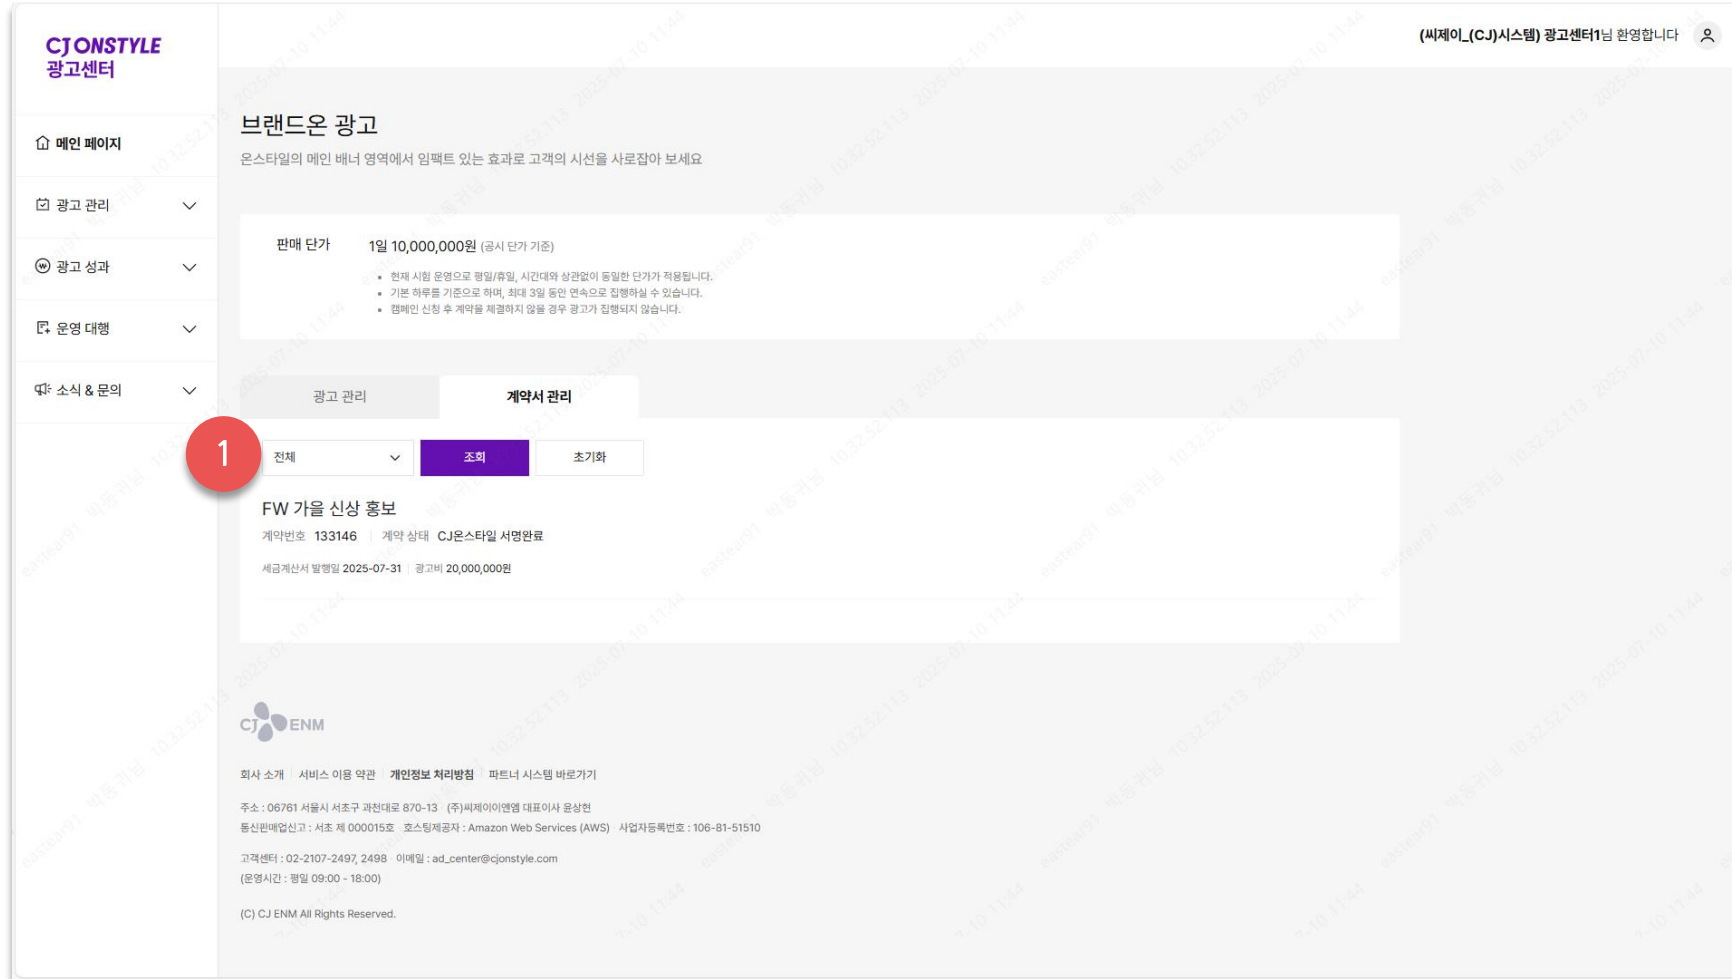 CJ ONSTYLE
광고센터
(씨제이_(CJ)시스템) 광고센터1님 환영합니다
메인 페이지
광고 관리
광고 성과
운영 대행
소식 & 문의
브랜드온 광고
온스타일의 메인 배너 영역에서 임팩트 있는 효과로 고객의 시선을 사로잡아 보세요
판매 단가 1일 10,000,000원 (공시 단가 기준)
현재 시험 운영으로 평일/휴일, 시간대와 상관없이 동일한 단가가 적용됩니다.
기본 하루를 기준으로 하며, 최대 3일 동안 연속으로 집행하실 수 있습니다.
캠페인 신청 후 계약을 체결하지 않을 경우 광고가 집행되지 않습니다.
광고 관리 계약서 관리
1 전체 조회 초기화
FW 가을 신상 홍보
계약번호 133146 계약 상태 CJ온스타일 서명완료
세금계산서 발행일 2025-07-31 광고비 20,000,000원
CJ ENM
회사 소개 서비스 이용 약관 개인정보 처리방침 파트너 시스템 바로가기
주소 : 06761 서울시 서초구 과천대로 870-13 (주)씨제이이엔엠 대표이사 윤상현
통신판매업신고 : 서초 제 000015호 호스팅제공자 : Amazon Web Services (AWS) 사업자등록번호 : 106-81-51510
고객센터 : 02-2107-2497, 2498 이메일 : ad_center@cjonstyle.com
(운영시간 : 평일 09:00 - 18:00)
(C) CJ ENM All Rights Reserved.